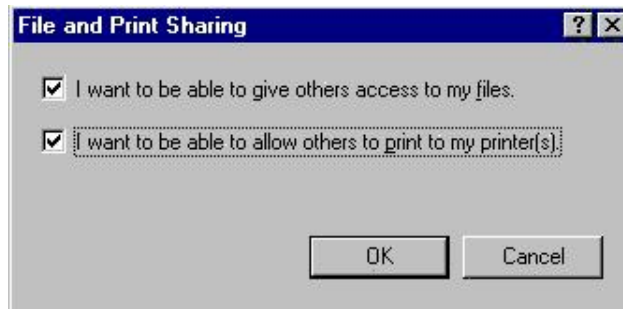 File and Print Sharing
I want to be able to give others access to my files.
I want to be able to allow others to print to my printer(s).
OK Cancel